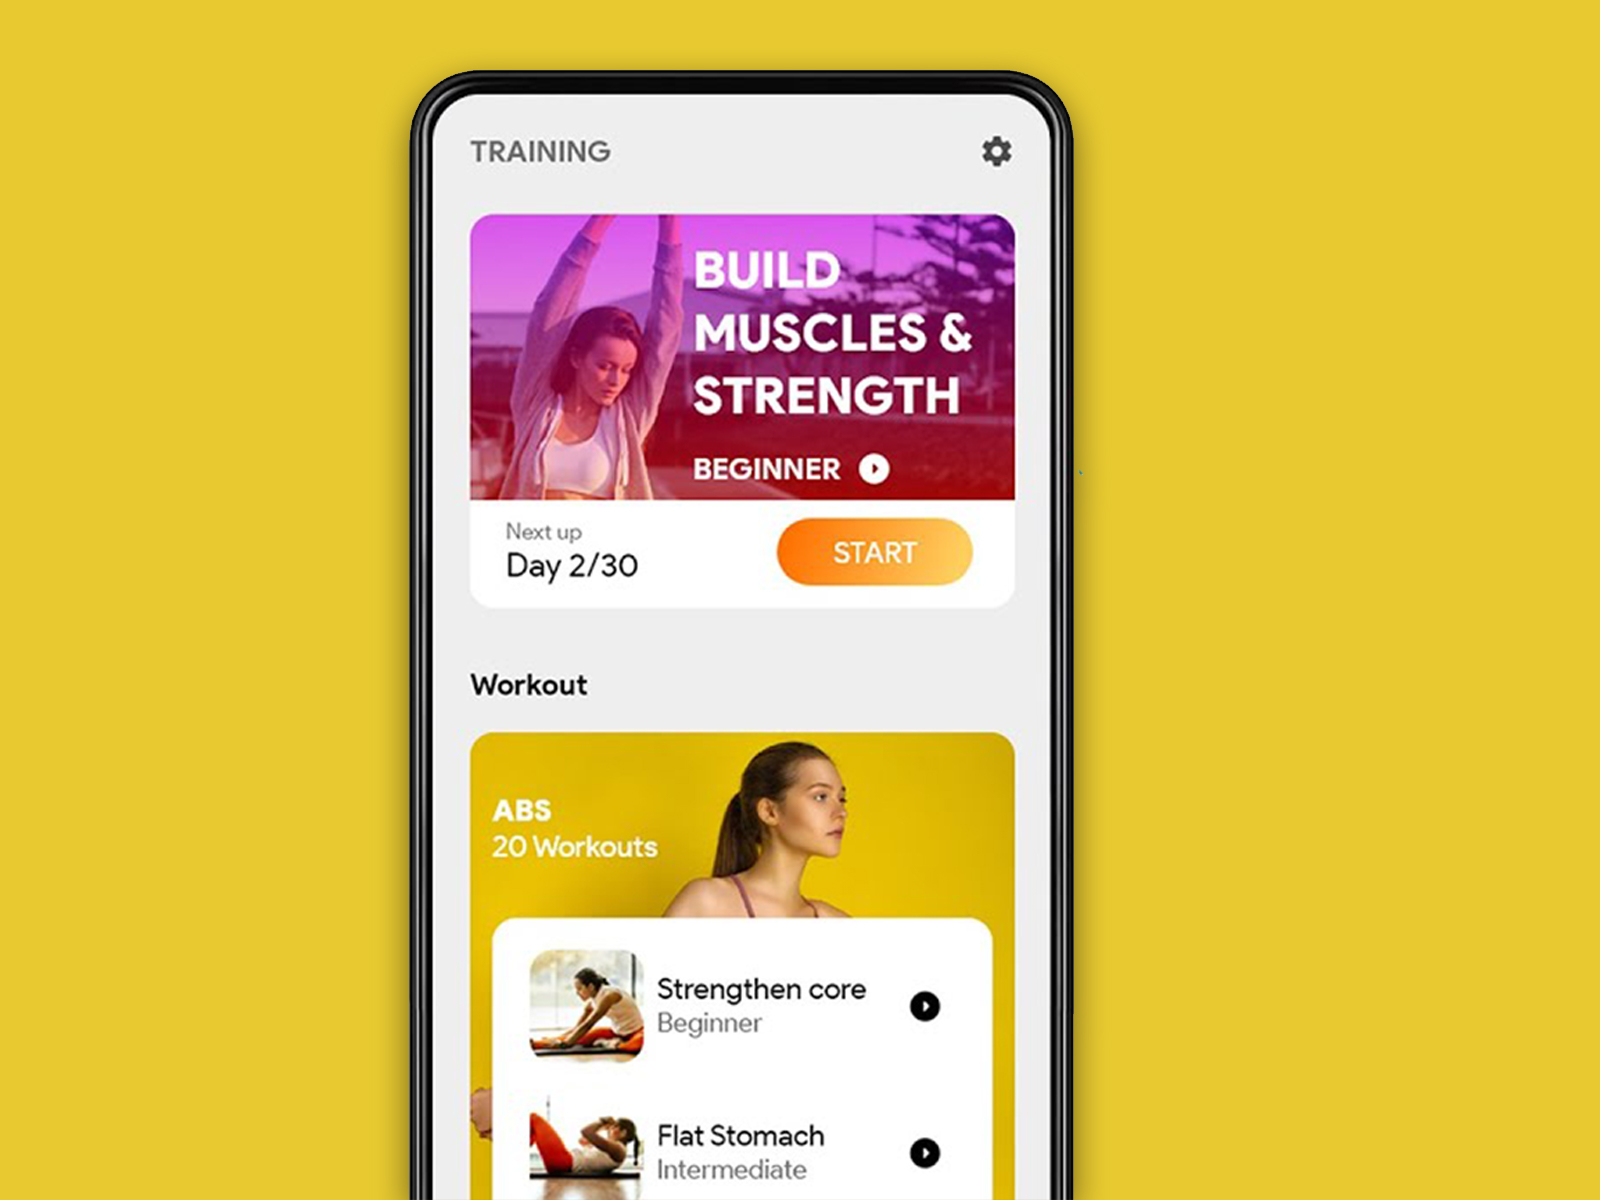 TRAINING
BUILD
MUSCLES &
STRENGTH
BEGINNER
Next up
Day 2/30
START
Workout
ABS
20 Workouts
Strengthen core
Beginner
Flat Stomach
Intermediate